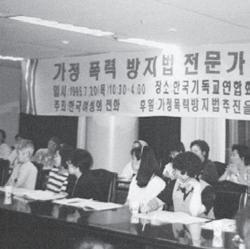 가정 폭력 방지법 전문가
일시:1995.7.20(목)10:30-4:00 장소:한국기독교연합회
주최:한국여성의 전화 후원:가정폭력방지법추진을